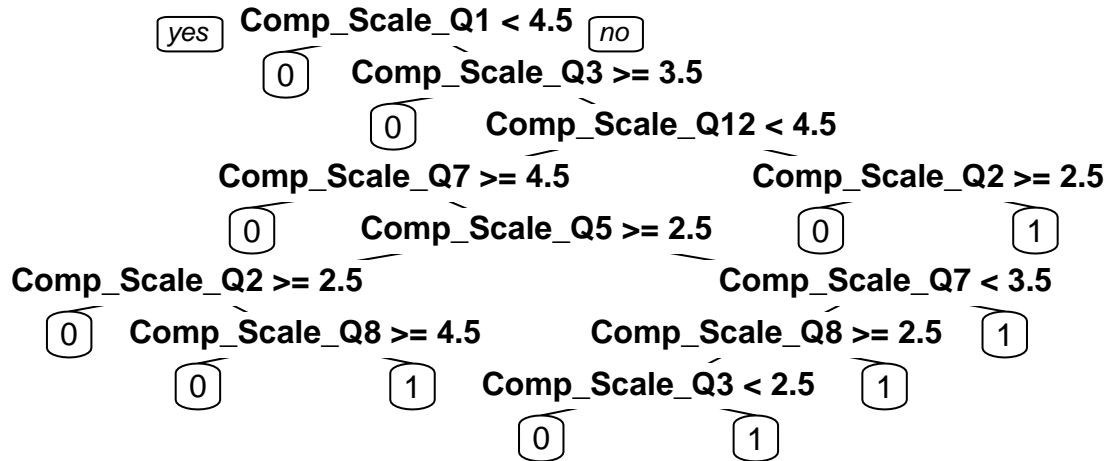 yes Comp_Scale_Q1 < 4.5 no
0 Comp_Scale_Q3 >= 3.5
0 Comp_Scale_Q12 < 4.5
Comp_Scale_Q7 >= 4.5 Comp_Scale_Q2 >= 2.5
0 Comp_Scale_Q5 >= 2.5 0 1
Comp_Scale_Q2 >= 2.5 Comp_Scale_Q7 < 3.5
0 Comp_Scale_Q8 >= 4.5 Comp_Scale_Q8 >= 2.5 1
0 1 Comp_Scale_Q3 < 2.5 1
0 1